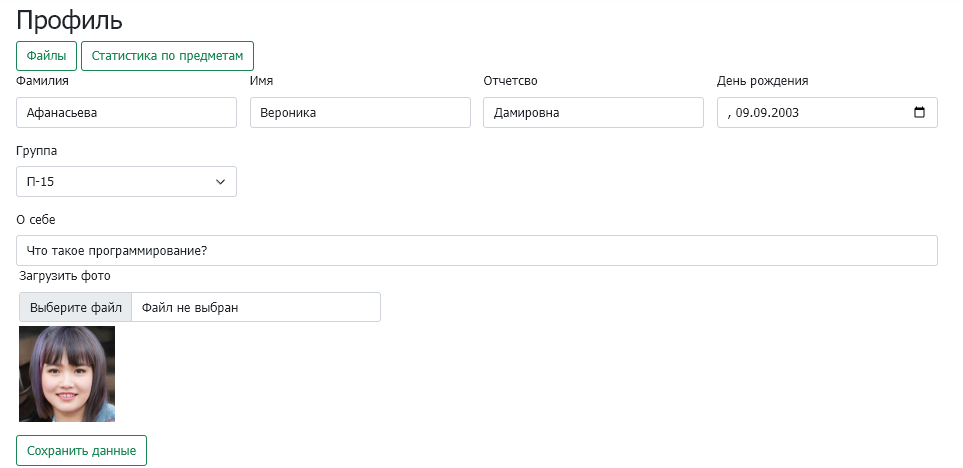 Профиль
Файлы Статистика по предметам
Фамилия Имя Отчетсво День рождения
Афанасьева Вероника Дамировна , 09.09.2003
Группа
П-15
О себе
Что такое программирование?
Загрузить фото
Выберите файл Файл не выбран
Сохранить данные